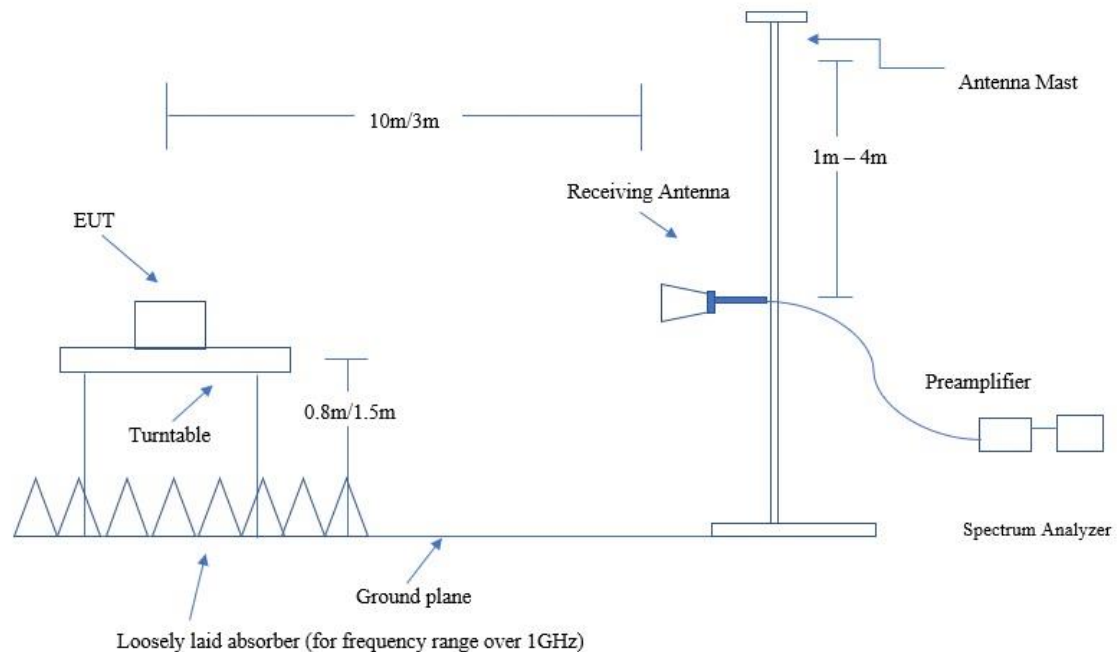 Antenna Mast
10m/3m
1m – 4m
Receiving Antenna
EUT
Preamplifier
0.8m/1.5m
Turntable
Spectrum Analyzer
Ground plane
Loosely laid absorber (for frequency range over 1GHz)